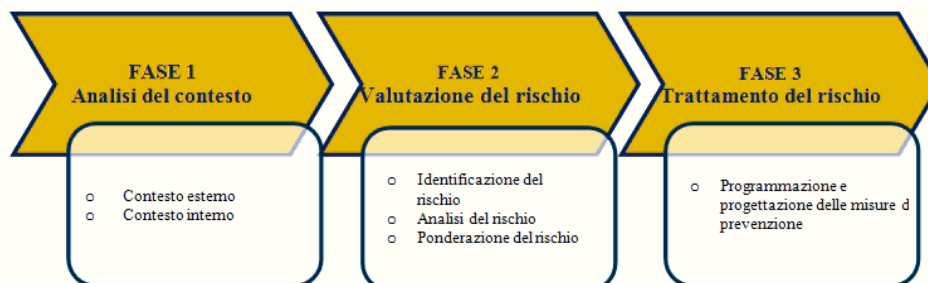 FASE 1
Analisi del contesto
o Contesto esterno
o Contesto interno
FASE 2
Valutazione del rischio
o Identificazione del
rischio
o Analisi del rischio
o Ponderazione del rischio
FASE 3
Trattamento del rischio
o Programmazione e
progettazione delle misure d
prevenzione